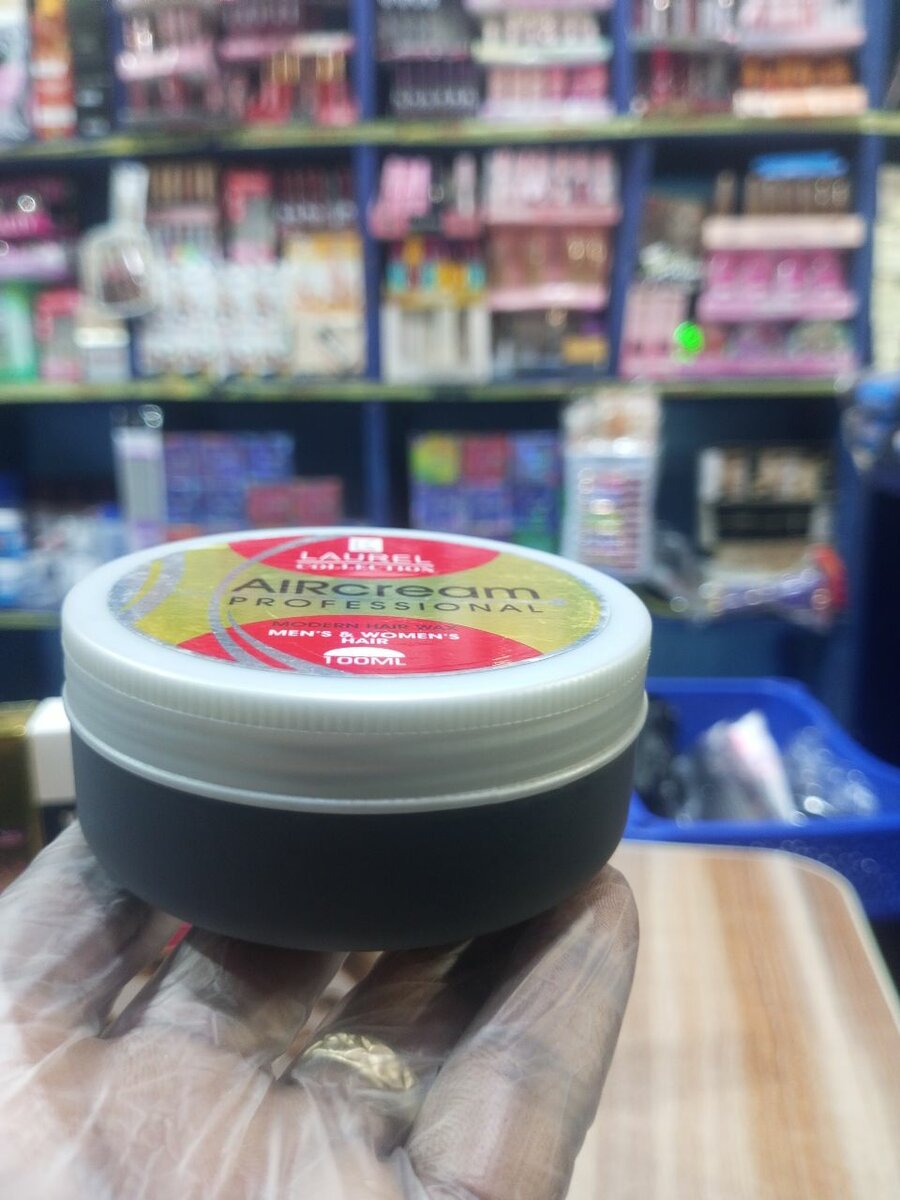 LAUREL
COLLECTION
AIRcream
PROFESSIONAL
MODERN HAIR WAX
MEN'S & WOMEN'S
HAIR
100ML